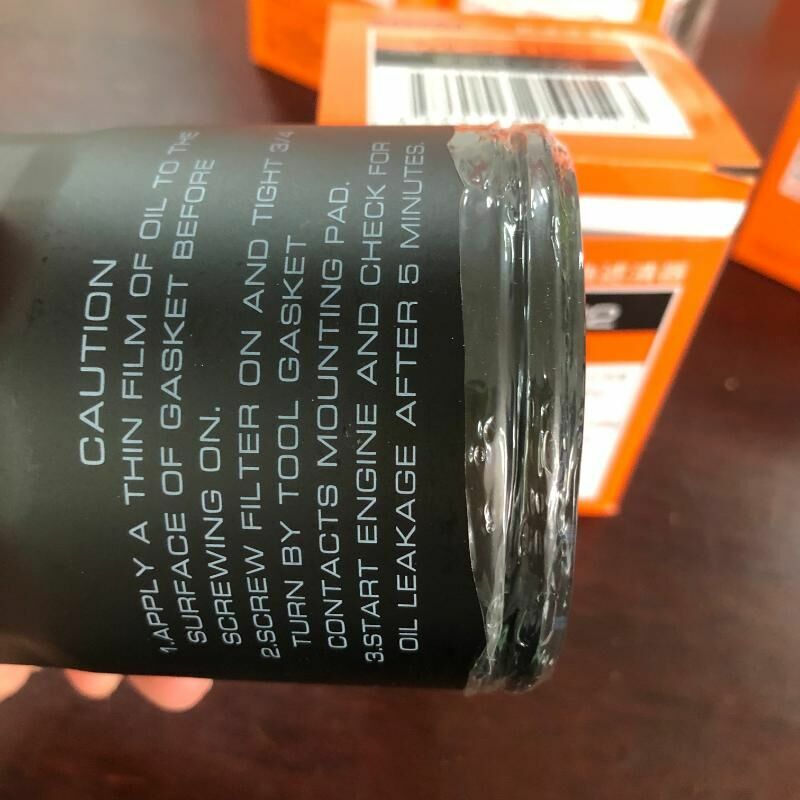 CAUTION
1.APPLY A THIN FILM OF OIL TO THE
SURFACE OF GASKET BEFORE
SCREWING ON.
2.SCREW FILTER ON AND TIGHT 3/4
TURN BY TOOL GASKET
CONTACTS MOUNTING PAD.
3.START ENGINE AND CHECK FOR
OIL LEAKAGE AFTER 5 MINUTES.